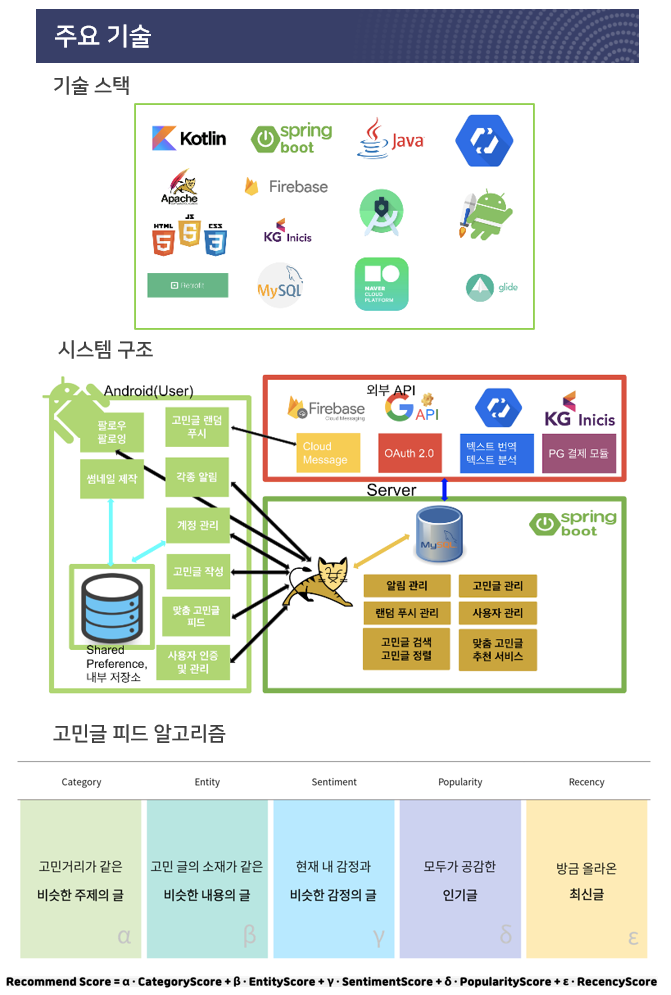 주요 기술
기술 스택
Kotlin
spring
boot
Java
Apache
Firebase
HTML
JS
CSS
5
5
3
KG Inicis
Retrofit
MySQL
NAVER
CLOUD
PLATFORM
glide
시스템 구조
Android(User)
팔로우
팔로잉
고민글 랜덤
푸시
썸네일 제작
각종 알림
계정 관리
고민글 작성
맞춤 고민글
피드
사용자 인증
및 관리
Shared
Preference,
내부 저장소
외부 API
Firebase
Cloud Messaging
G API
KG Inicis
Cloud
Message
OAuth 2.0
텍스트 번역
텍스트 분석
PG 결제 모듈
Server
MySQL
spring
boot
알림 관리
고민글 관리
랜덤 푸시 관리
사용자 관리
고민글 검색
고민글 정렬
맞춤 고민글
추천 서비스
고민글 피드 알고리즘
Category
Entity
Sentiment
Popularity
Recency
고민거리가 같은
비슷한 주제의 글
α
고민 글의 소재가 같은
비슷한 내용의 글
β
현재 내 감정과
비슷한 감정의 글
γ
모두가 공감한
인기글
δ
방금 올라온
최신글
ε
Recommend Score = α · CategoryScore + β · EntityScore + γ · SentimentScore + δ · PopularityScore + ε · RecencyScore